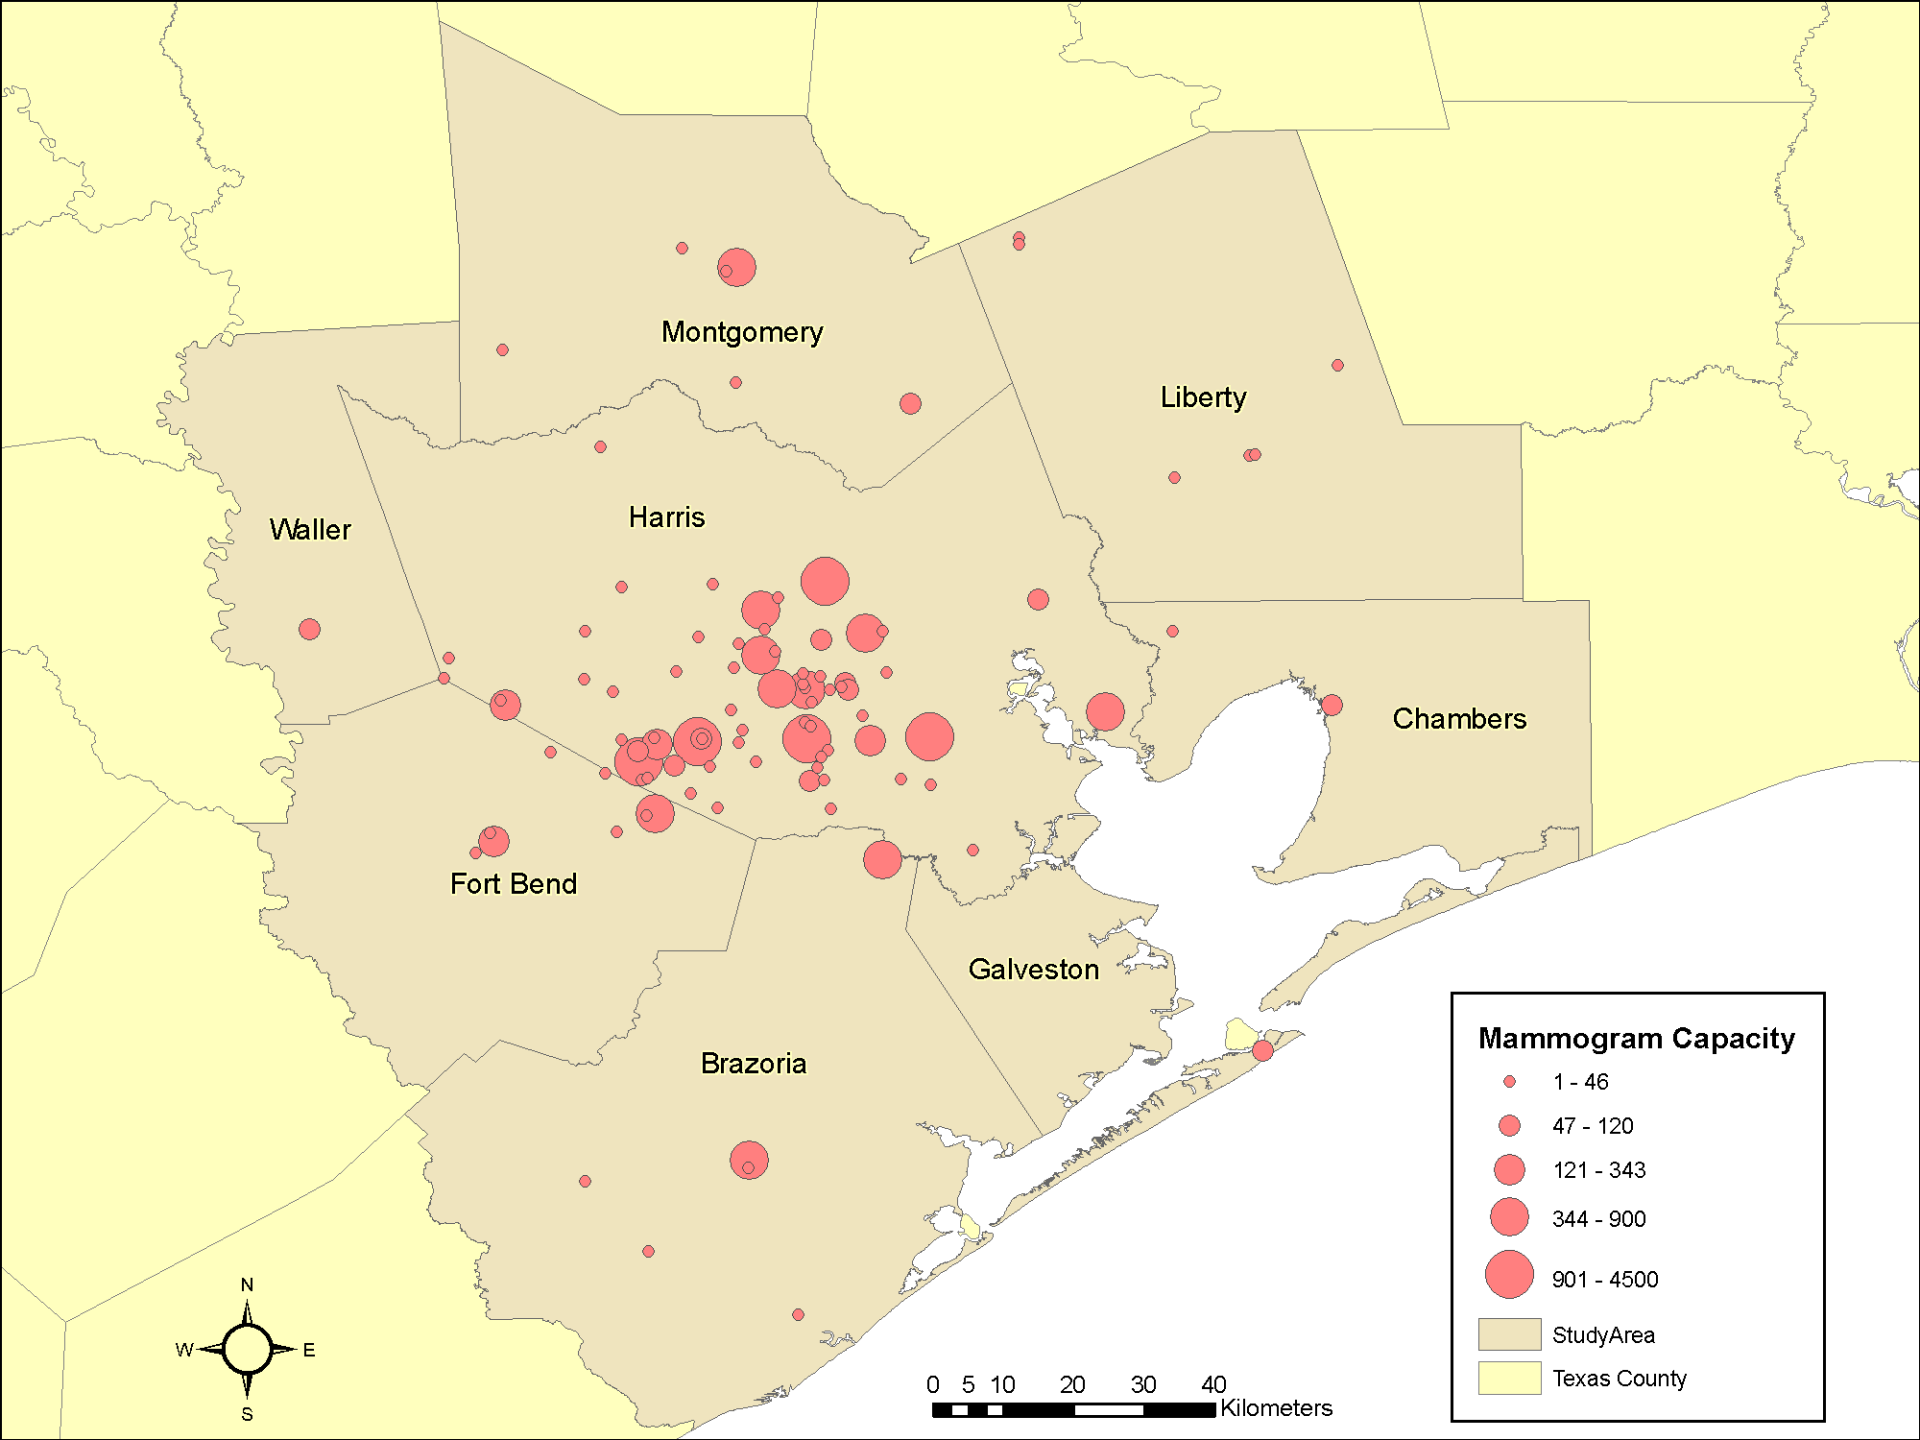 Montgomery
Liberty
Harris
Waller
Chambers
Fort Bend
Galveston
Brazoria
Mammogram Capacity
1 - 46
47 - 120
121 - 343
344 - 900
901 - 4500
StudyArea
Texas County
N
W E
S
0 5 10 20 30 40
Kilometers